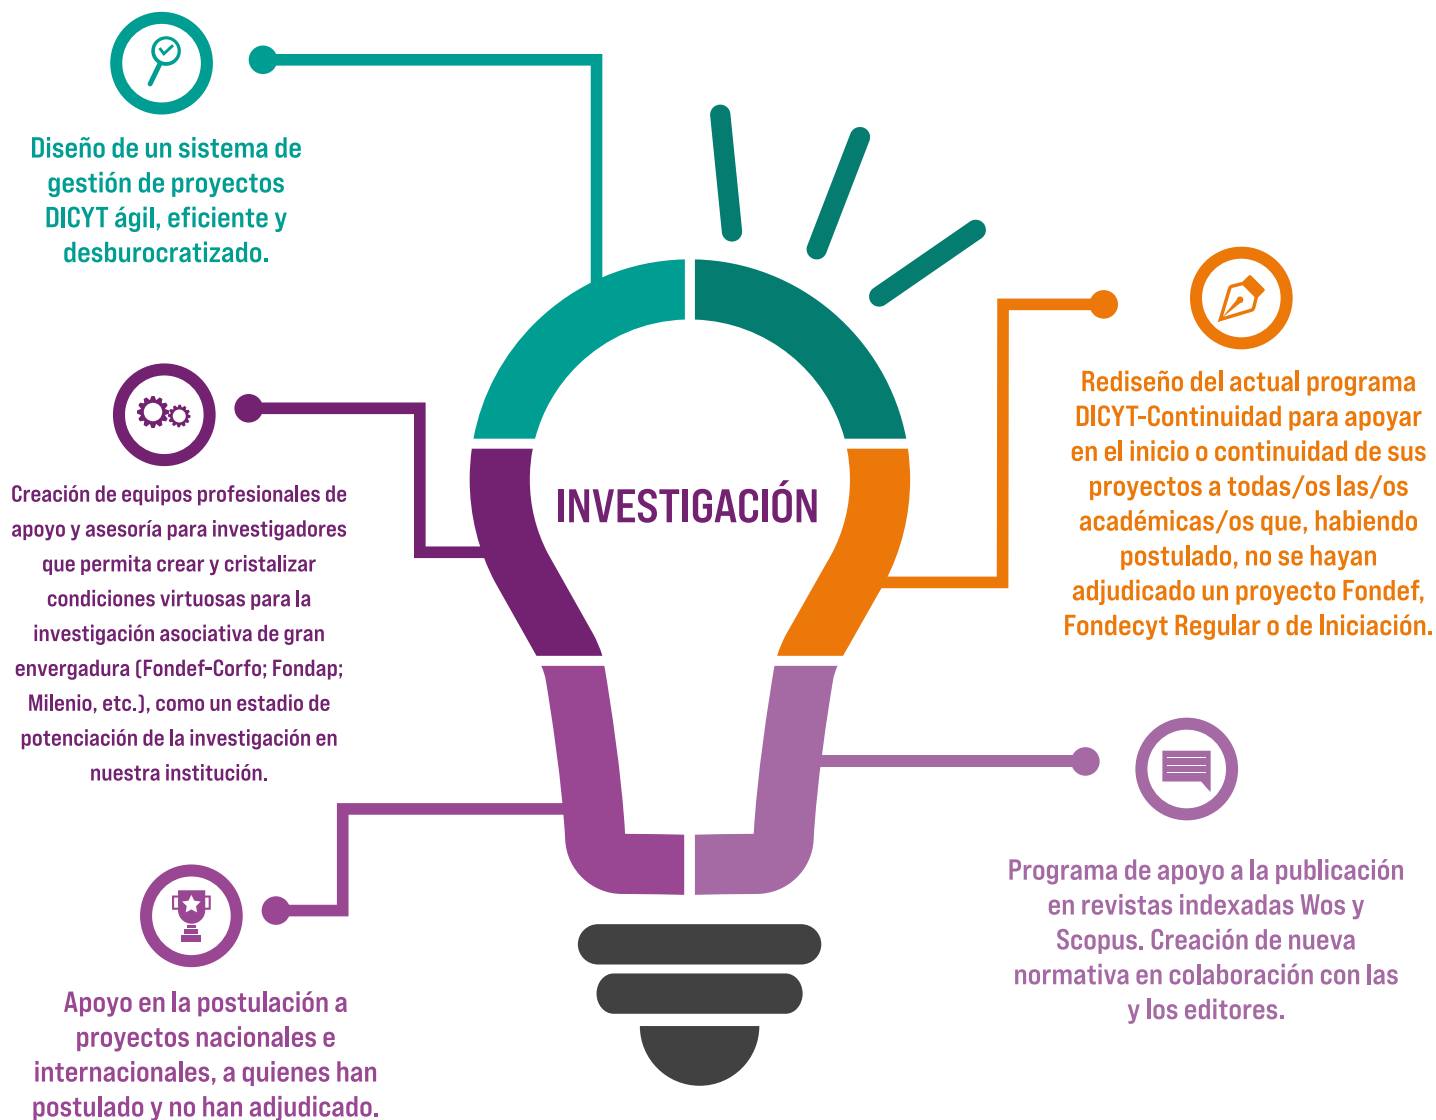 Diseño de un sistema de
gestión de proyectos
DICYT ágil, eficiente y
desburocratizado.
Creación de equipos profesionales de
apoyo y asesoría para investigadores
que permita crear y cristalizar
condiciones virtuosas para la
investigación asociativa de gran
envergadura (Fondef-Corfo; Fondap;
Milenio, etc.), como un estadio de
potenciación de la investigación en
nuestra institución.
Apoyo en la postulación a
proyectos nacionales e
internacionales, a quienes han
postulado y no han adjudicado.
INVESTIGACIÓN
Rediseño del actual programa
DICYT-Continuidad para apoyar
en el inicio o continuidad de sus
proyectos a todas/os las/os
académicas/os que, habiendo
postulado, no se hayan
adjudicado un proyecto Fondef,
Fondecyt Regular o de Iniciación.
Programa de apoyo a la publicación
en revistas indexadas Wos y
Scopus. Creación de nueva
normativa en colaboración con las
y los editores.